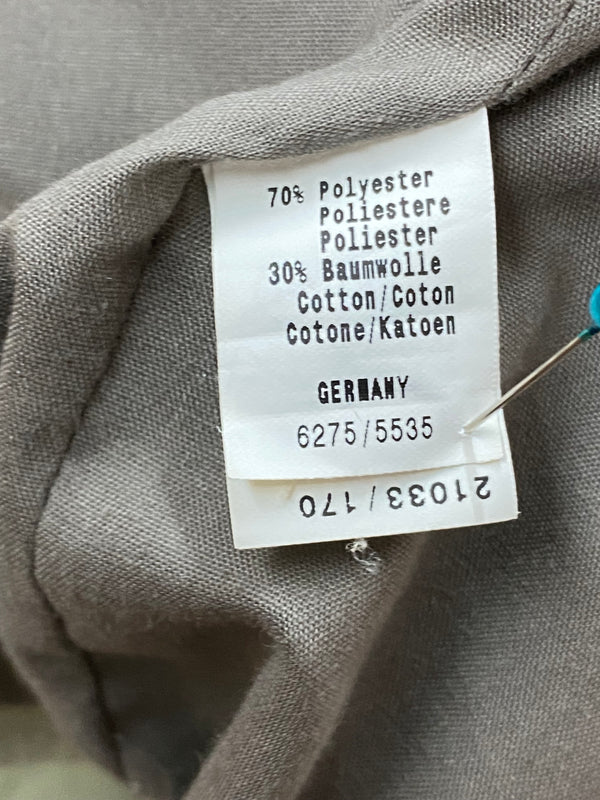 70% Polyester
Poliestere
Poliester
30% Baumwolle
Cotton/Coton
Cotone/Katoen
GERMANY
6275/5535
21033/170